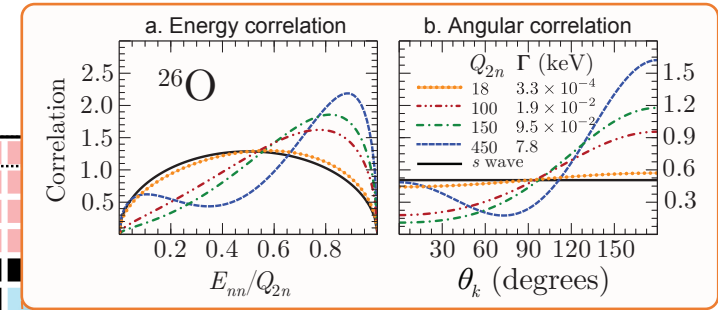 a. Energy correlation
b. Angular correlation
Correlation
2.5
2.0
1.5
1.0
0.5
²⁶O
0.2 0.4 0.6 0.8
E_nn/Q_2n
Q_2n Γ (keV)
18 3.3 × 10⁻⁴
100 1.9 × 10⁻²
150 9.5 × 10⁻²
450 7.8
s wave
1.5
1.2
0.9
0.6
0.3
30 60 90 120 150
θ_k (degrees)